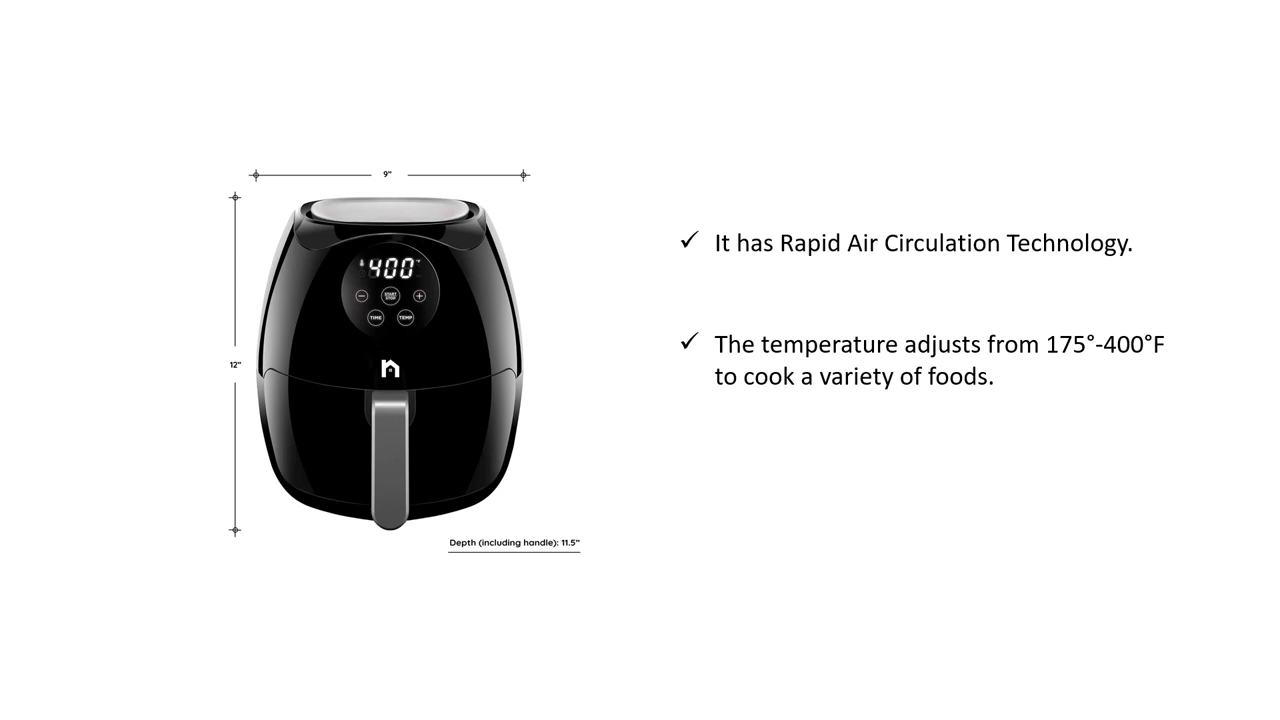 9"
400
START
STOP
TIME
TEMP
12"
Depth (including handle): 11.5"
It has Rapid Air Circulation Technology.
The temperature adjusts from 175°-400°F
to cook a variety of foods.